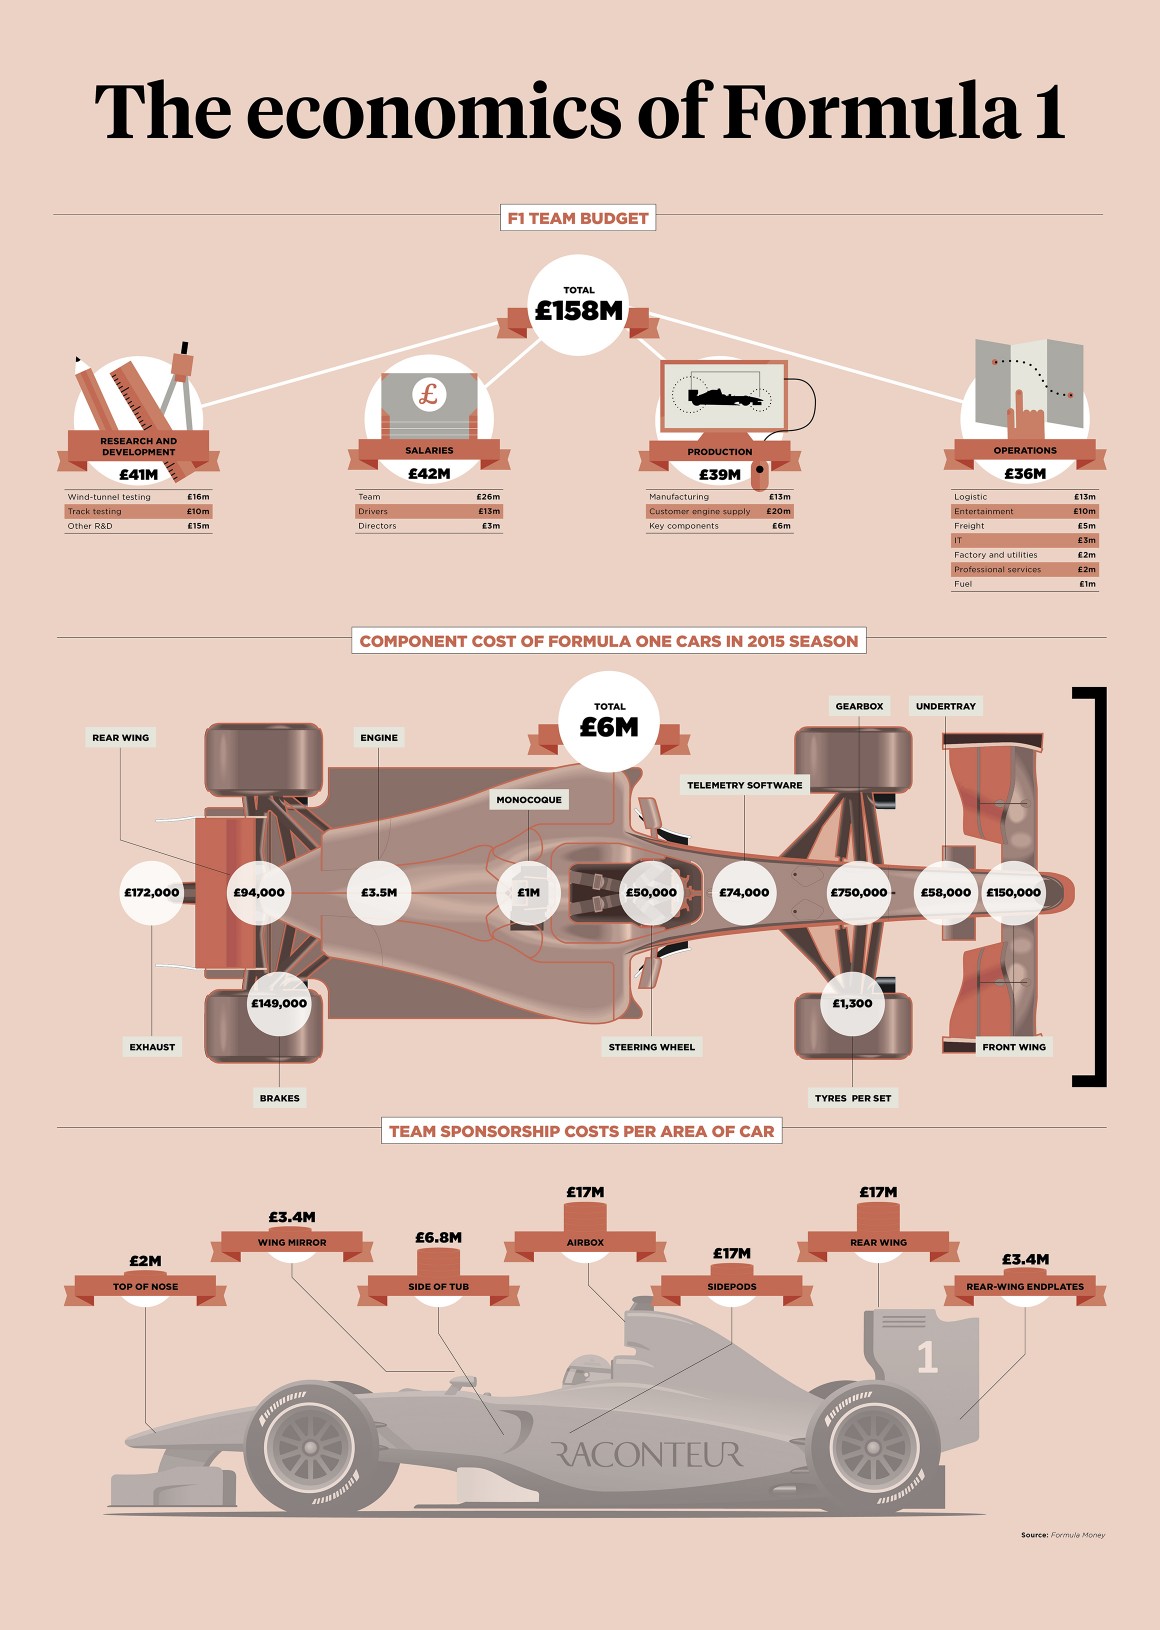 The economics of Formula 1
F1 TEAM BUDGET
TOTAL
£158M
RESEARCH AND
DEVELOPMENT
£41M
Wind-tunnel testing £16m
Track testing £10m
Other R&D £15m
£
SALARIES
£42M
Team £26m
Drivers £13m
Directors £3m
PRODUCTION
£39M
Manufacturing £13m
Customer engine supply £20m
Key components £6m
OPERATIONS
£36M
Logistic £13m
Entertainment £10m
Freight £5m
IT £3m
Factory and utilities £2m
Professional services £2m
Fuel £1m
COMPONENT COST OF FORMULA ONE CARS IN 2015 SEASON
TOTAL
£6M
GEARBOX
UNDERTRAY
REAR WING
ENGINE
TELEMETRY SOFTWARE
MONOCOQUE
£172,000
£94,000
£3.5M
£1M
£50,000
£74,000
£750,000 -
£58,000
£150,000
£149,000
£1,300
EXHAUST
STEERING WHEEL
FRONT WING
BRAKES
TYRES PER SET
TEAM SPONSORSHIP COSTS PER AREA OF CAR
£2M
TOP OF NOSE
£3.4M
WING MIRROR
£6.8M
SIDE OF TUB
£17M
AIRBOX
£17M
SIDEPODS
£17M
REAR WING
£3.4M
REAR-WING ENDPLATES
1
RACONTEUR
Source: Formula Money